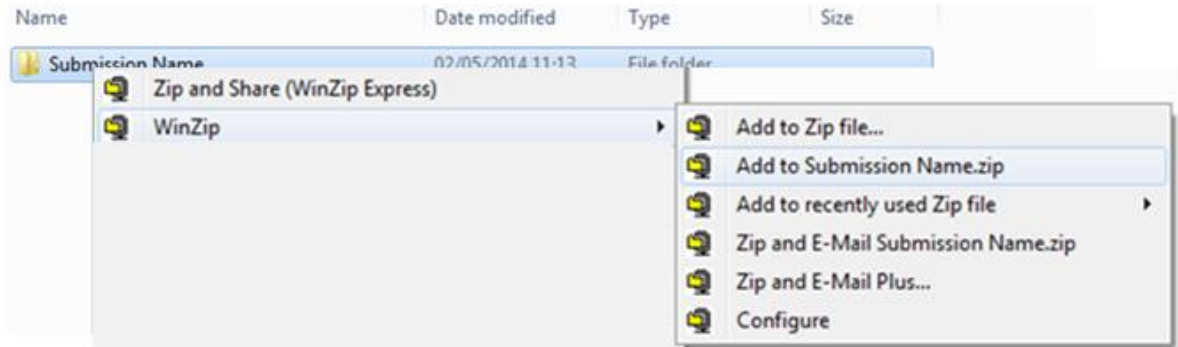 Name Date modified Type Size
Submission Name 02/05/2014 11:13 File folder
Zip and Share (WinZip Express)
WinZip
Add to Zip file...
Add to Submission Name.zip
Add to recently used Zip file
Zip and E-Mail Submission Name.zip
Zip and E-Mail Plus...
Configure